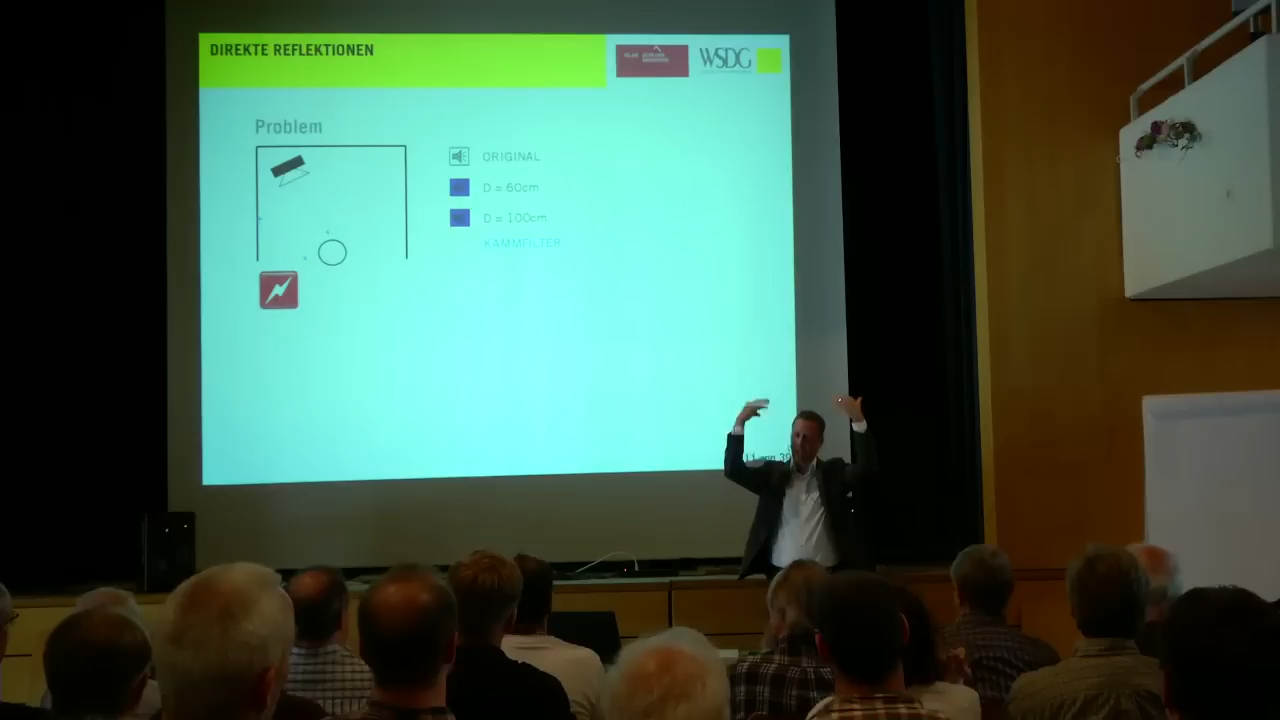 DIREKTE REFLEKTIONEN
WSDG
Problem
ORIGINAL
D = 60cm
D = 100cm
KAMMFILTER